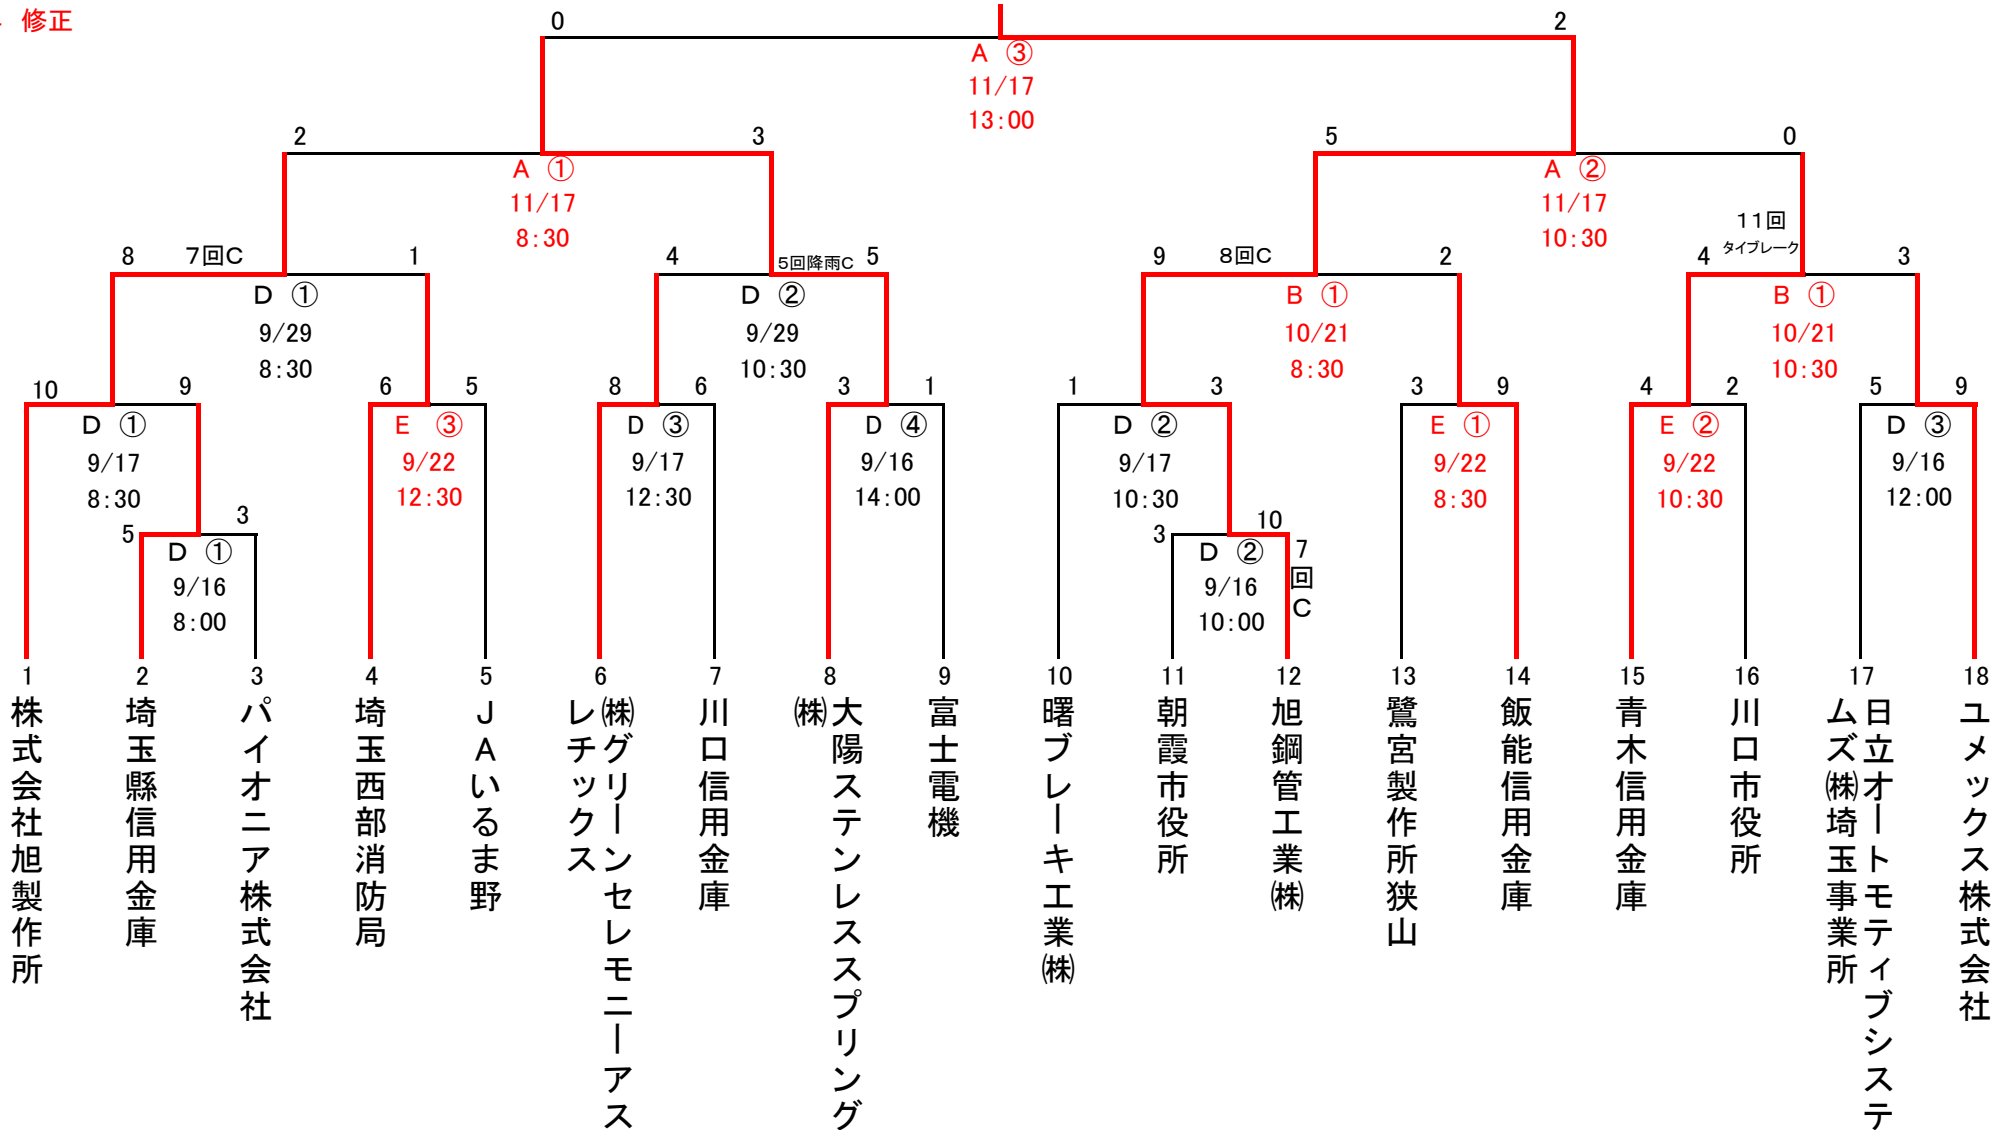 修正
0
2
A ③
11/17
13:00
2
3
5
0
A ①
11/17
8:30
A ②
11/17
10:30
8
7回C
1
4
5回降雨C
5
9
8回C
2
4
11回
タイブレーク
3
D ①
9/29
8:30
D ②
9/29
10:30
B ①
10/21
8:30
B ①
10/21
10:30
10
9
6
5
8
6
3
1
1
3
3
9
4
2
5
9
D ①
9/17
8:30
E ③
9/22
12:30
D ③
9/17
12:30
D ④
9/16
14:00
D ②
9/17
10:30
E ①
9/22
8:30
E ②
9/22
10:30
D ③
9/16
12:00
5
3
D ①
9/16
8:00
3
10
D ②
9/16
10:00
7回C
1
株式会社旭製作所
2
埼玉縣信用金庫
3
パイオニア株式会社
4
埼玉西部消防局
5
JAいるま野
6
㈱グリーンセレモニーアス
レチックス
7
川口信用金庫
8
大陽ステンレススプリング
㈱
9
富士電機
10
曙ブレーキ工業㈱
11
朝霞市役所
12
旭鋼管工業㈱
13
鷺宮製作所狭山
14
飯能信用金庫
15
青木信用金庫
16
川口市役所
17
日立オートモティブシステ
ムズ㈱埼玉事業所
18
ユメックス株式会社